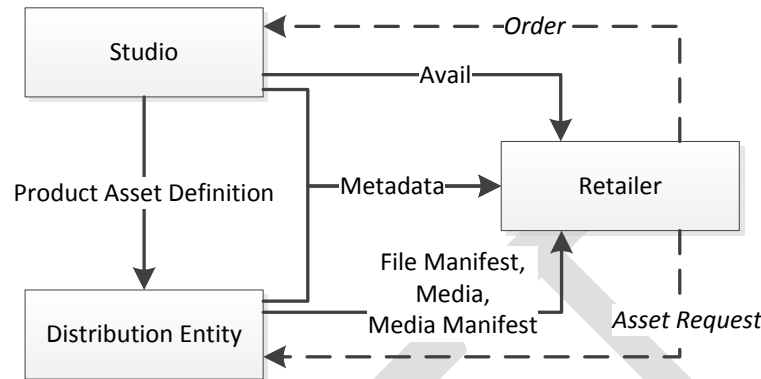 Order
Studio
Avail
Product Asset Definition
Metadata
Retailer
File Manifest,
Media,
Media Manifest
Distribution Entity
Asset Request